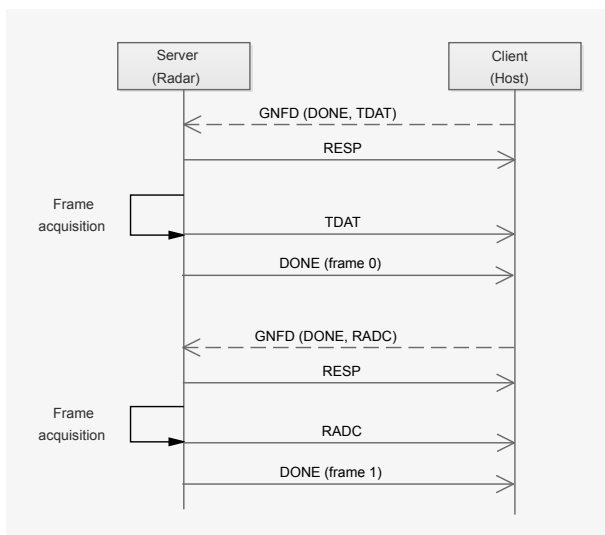 Server
(Radar)
Client
(Host)
GNFD (DONE, TDAT)
RESP
Frame
acquisition
TDAT
DONE (frame 0)
GNFD (DONE, RADC)
RESP
Frame
acquisition
RADC
DONE (frame 1)